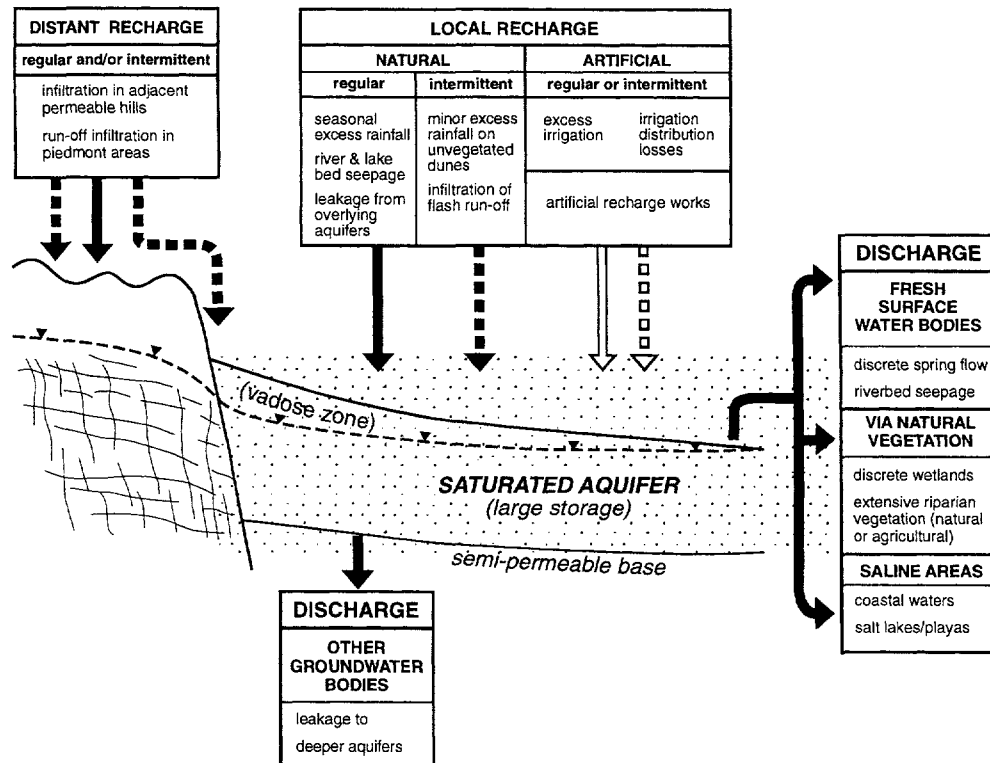 DISTANT RECHARGE
regular and/or intermittent
infiltration in adjacent
permeable hills
run-off infiltration in
piedmont areas
LOCAL RECHARGE
NATURAL
regular
seasonal
excess rainfall
river & lake
bed seepage
leakage from
overlying
aquifers
intermittent
minor excess
rainfall on
unvegetated
dunes
infiltration of
flash run-off
ARTIFICIAL
regular or intermittent
excess
irrigation
irrigation
distribution
losses
artificial recharge works
(vadose zone)
SATURATED AQUIFER
(large storage)
semi-permeable base
DISCHARGE
FRESH
SURFACE
WATER BODIES
discrete spring flow
riverbed seepage
VIA NATURAL
VEGETATION
discrete wetlands
extensive riparian
vegetation (natural
or agricultural)
SALINE AREAS
coastal waters
salt lakes/playas
DISCHARGE
OTHER
GROUNDWATER
BODIES
leakage to
deeper aquifers